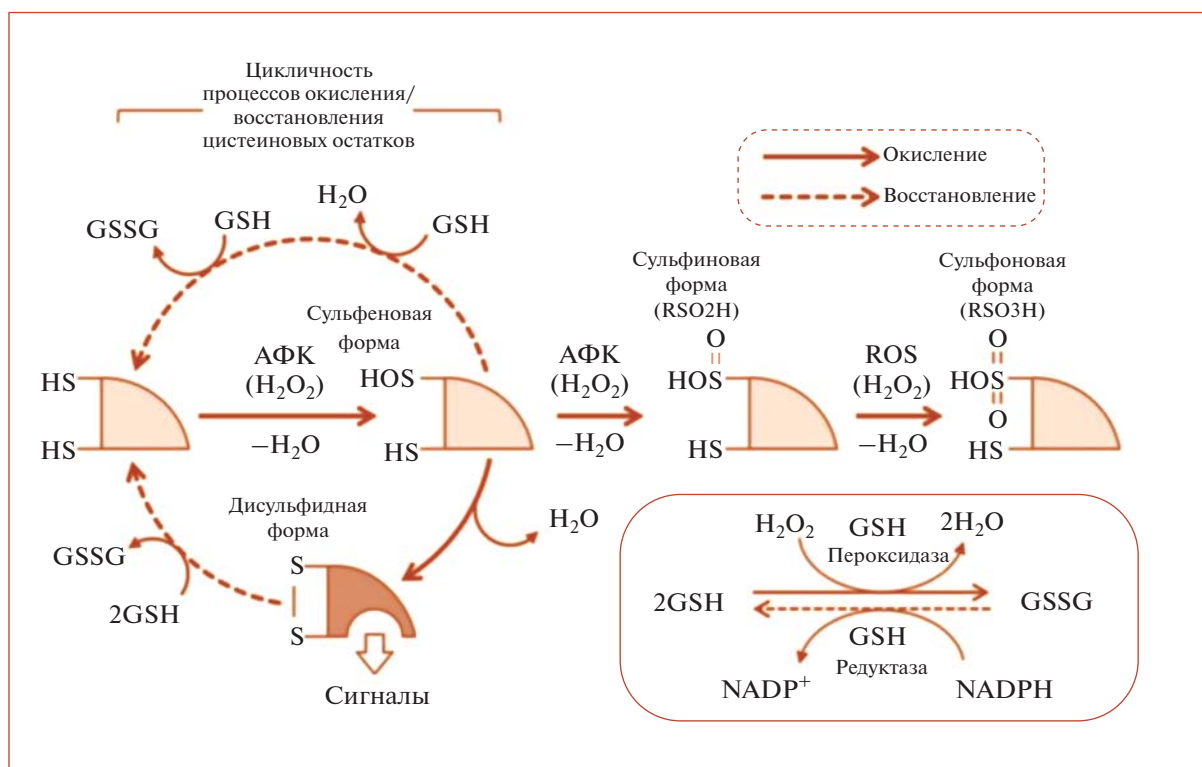 Цикличность
процессов окисления/
восстановления
цистеиновых остатков
Окисление
Восстановление
GSSG
GSH
H₂O
GSH
Сульфеновая
форма
Сульфиновая
форма
(RSO2H)
Сульфоновая
форма
(RSO3H)
HS
HS
АФК
(H₂O₂)
−H₂O
HOS
HS
АФК
(H₂O₂)
−H₂O
O
HOS
HS
ROS
(H₂O₂)
−H₂O
O
HOS
O
HS
Дисульфидная
форма
S
S
GSSG
2GSH
H₂O
Сигналы
H₂O₂
GSH
2H₂O
Пероксидаза
2GSH
GSSG
GSH
Редуктаза
NADP⁺
NADPH